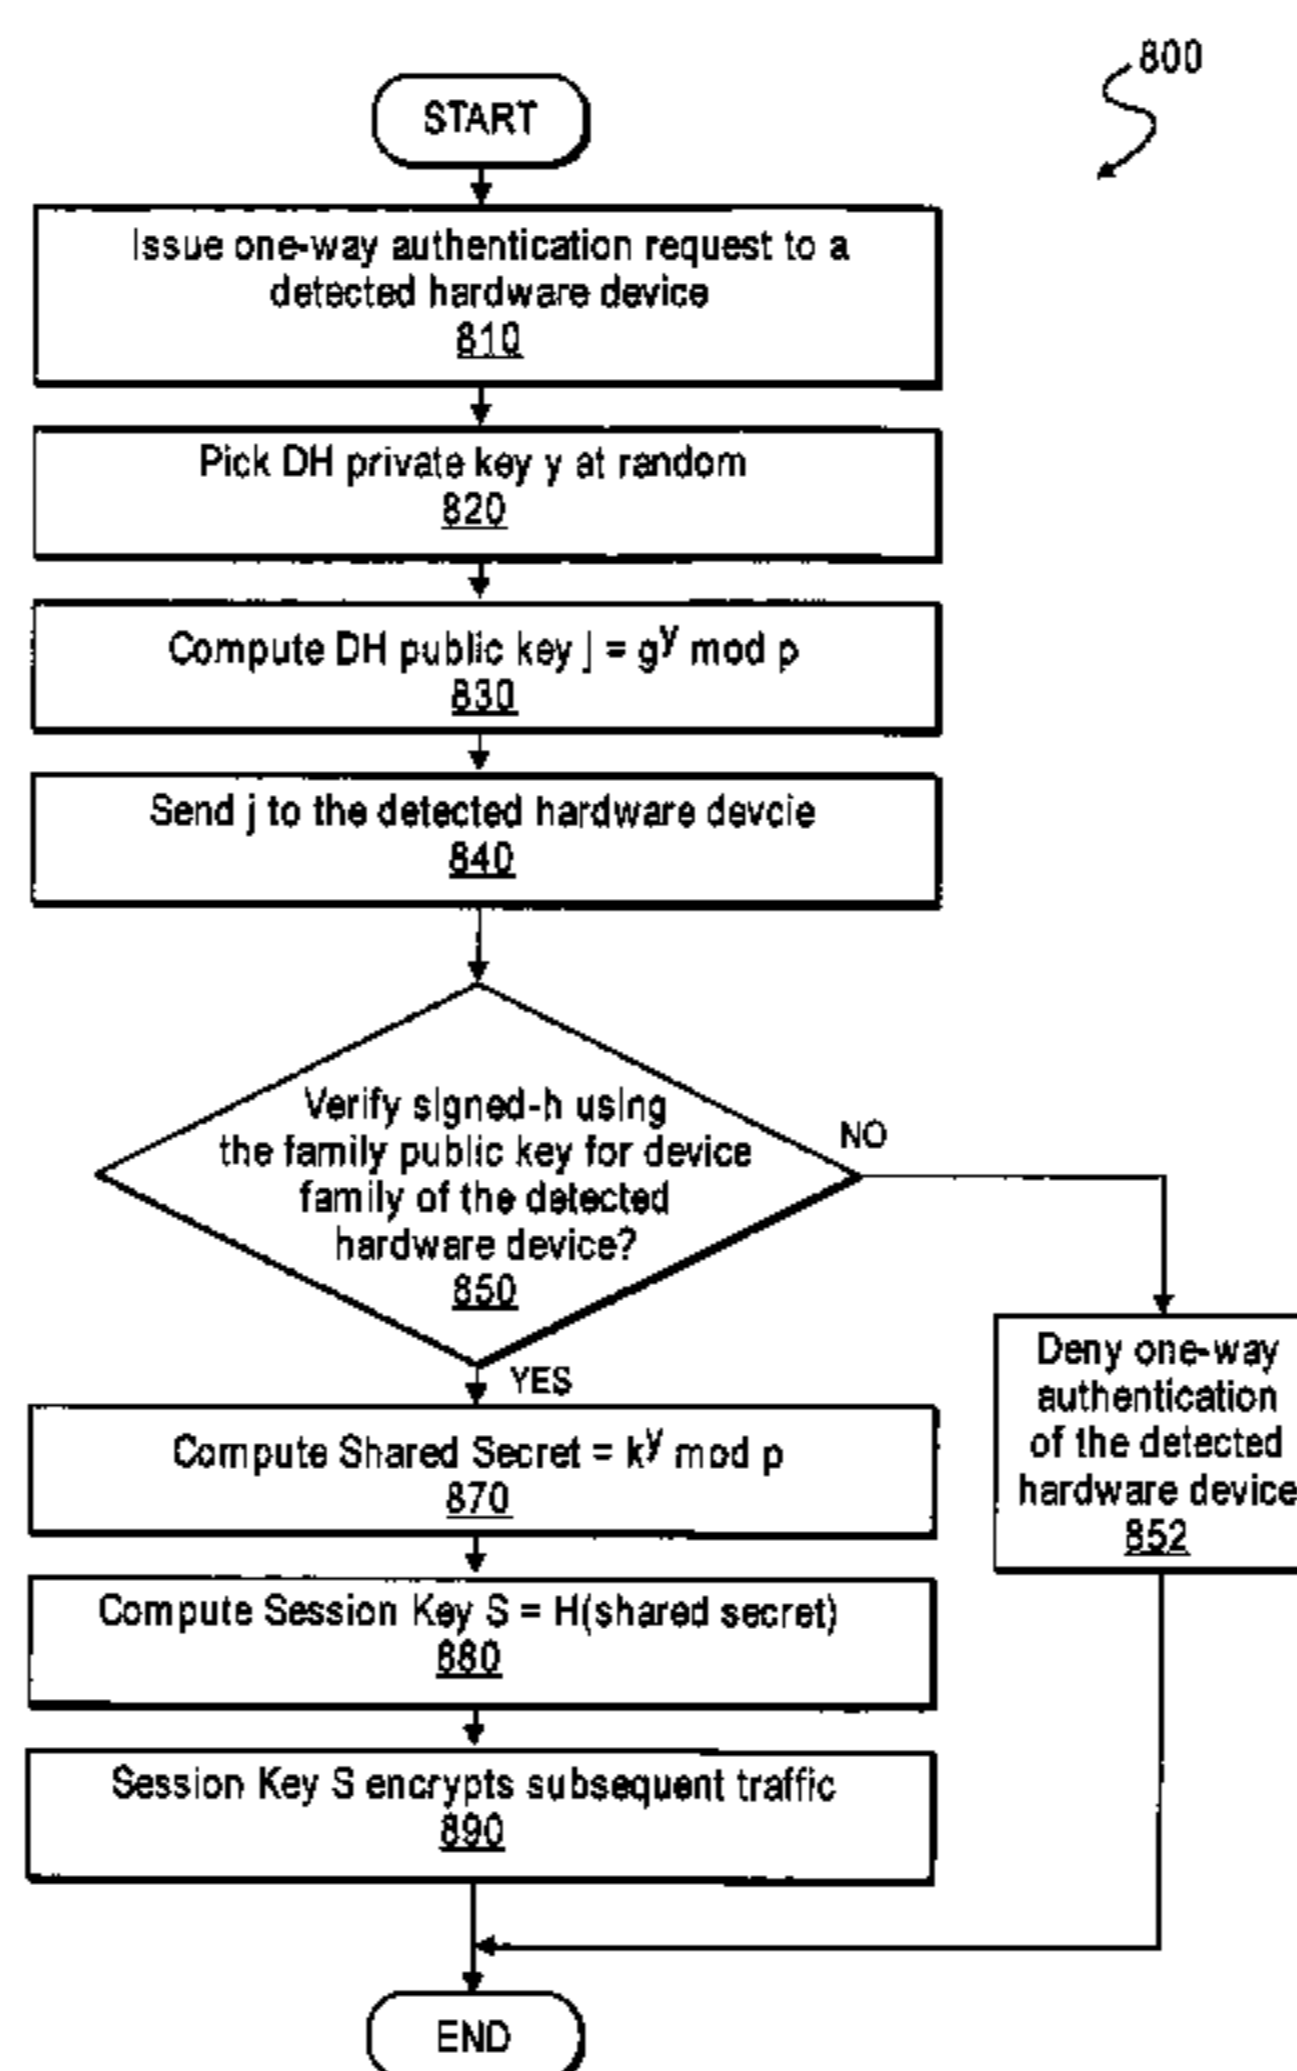 800
START
Issue one-way authentication request to a
detected hardware device
810
Pick DH private key y at random
820
Compute DH public key j = gʸ mod p
830
Send j to the detected hardware devcie
840
Verify signed-h using
the family public key for device
family of the detected
hardware device?
850
NO
YES
Deny one-way
authentication
of the detected
hardware device
852
Compute Shared Secret = kʸ mod p
870
Compute Session Key S = H(shared secret)
880
Session Key S encrypts subsequent traffic
890
END